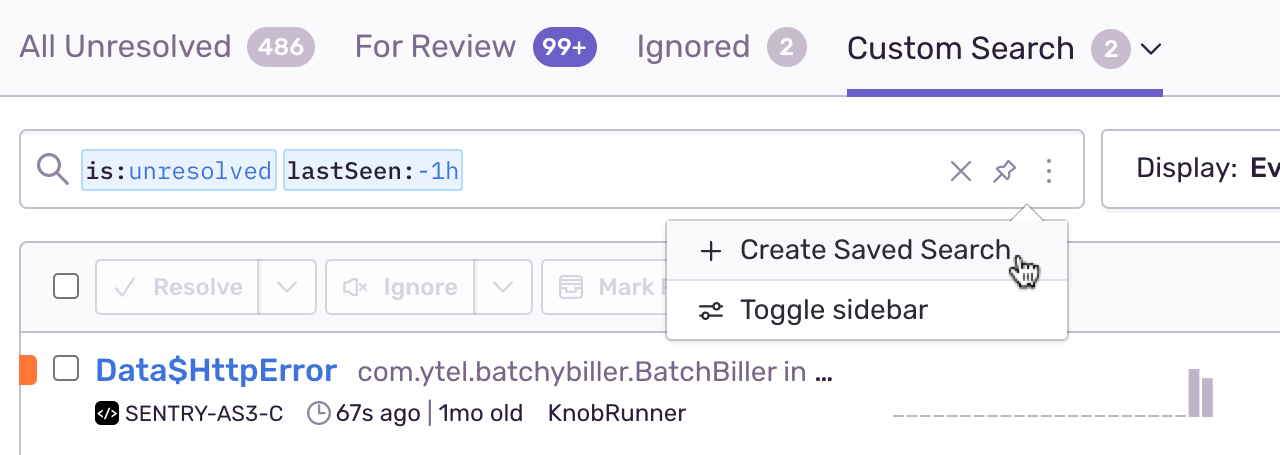 All Unresolved 486 For Review 99+ Ignored 2 Custom Search 2
is:unresolved lastSeen:-1h
Display:
Create Saved Search
Resolve Ignore Mark
Toggle sidebar
Data$HttpError com.ytel.batchybiller.BatchBiller in ...
SENTRY-AS3-C 67s ago | 1mo old KnobRunner